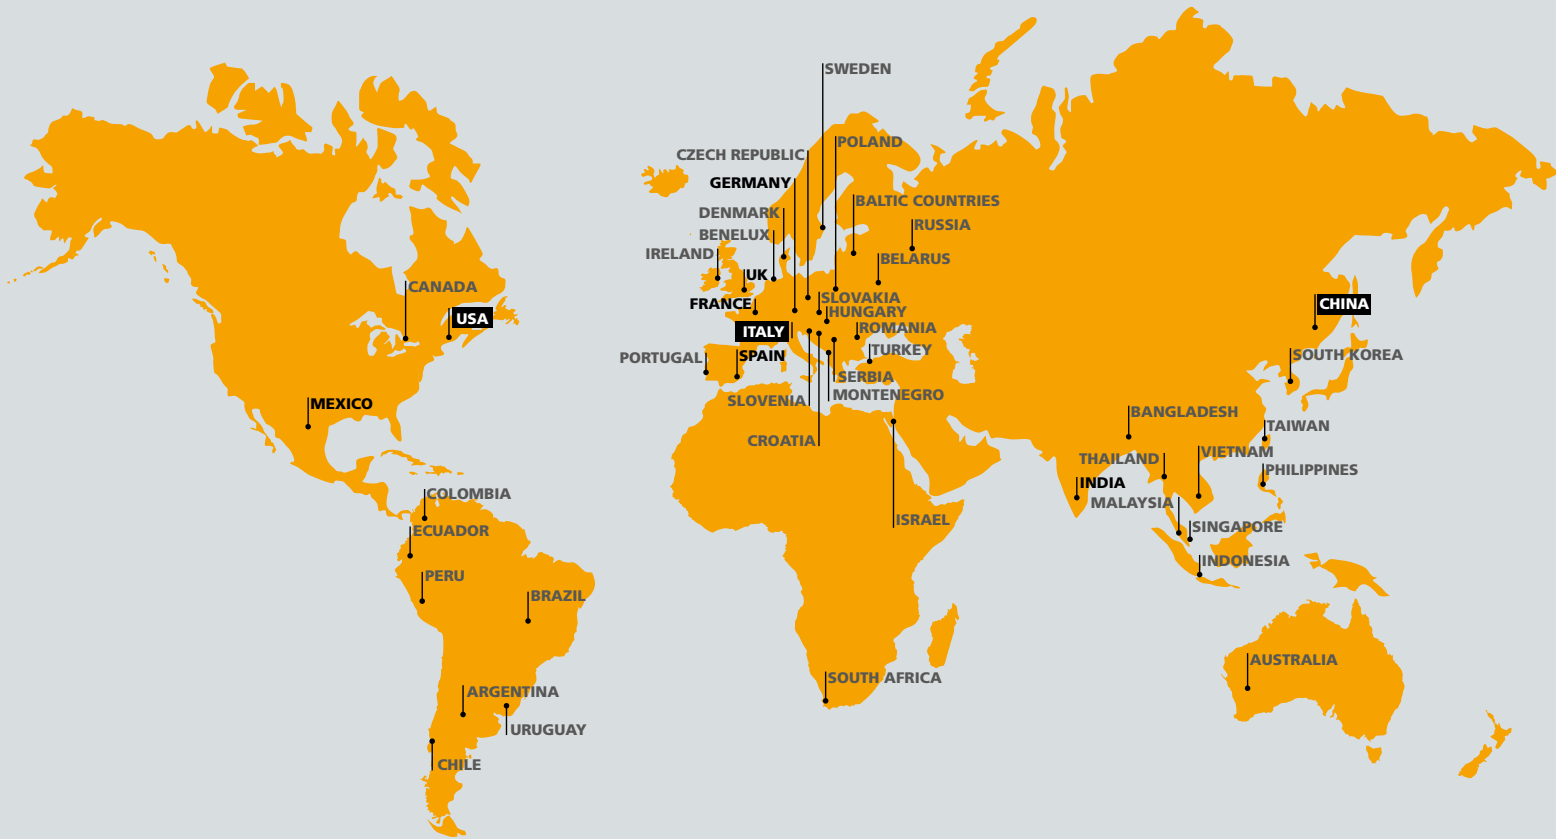 SWEDEN
POLAND
CZECH REPUBLIC
GERMANY
BALTIC COUNTRIES
DENMARK
RUSSIA
BENELUX
IRELAND
BELARUS
UK
CANADA
SLOVAKIA
FRANCE
CHINA
HUNGARY
USA
ROMANIA
ITALY
TURKEY
SOUTH KOREA
PORTUGAL
SPAIN
SERBIA
MONTENEGRO
SLOVENIA
MEXICO
BANGLADESH
TAIWAN
CROATIA
VIETNAM
THAILAND
PHILIPPINES
INDIA
COLOMBIA
MALAYSIA
ISRAEL
SINGAPORE
ECUADOR
INDONESIA
PERU
BRAZIL
AUSTRALIA
SOUTH AFRICA
ARGENTINA
URUGUAY
CHILE